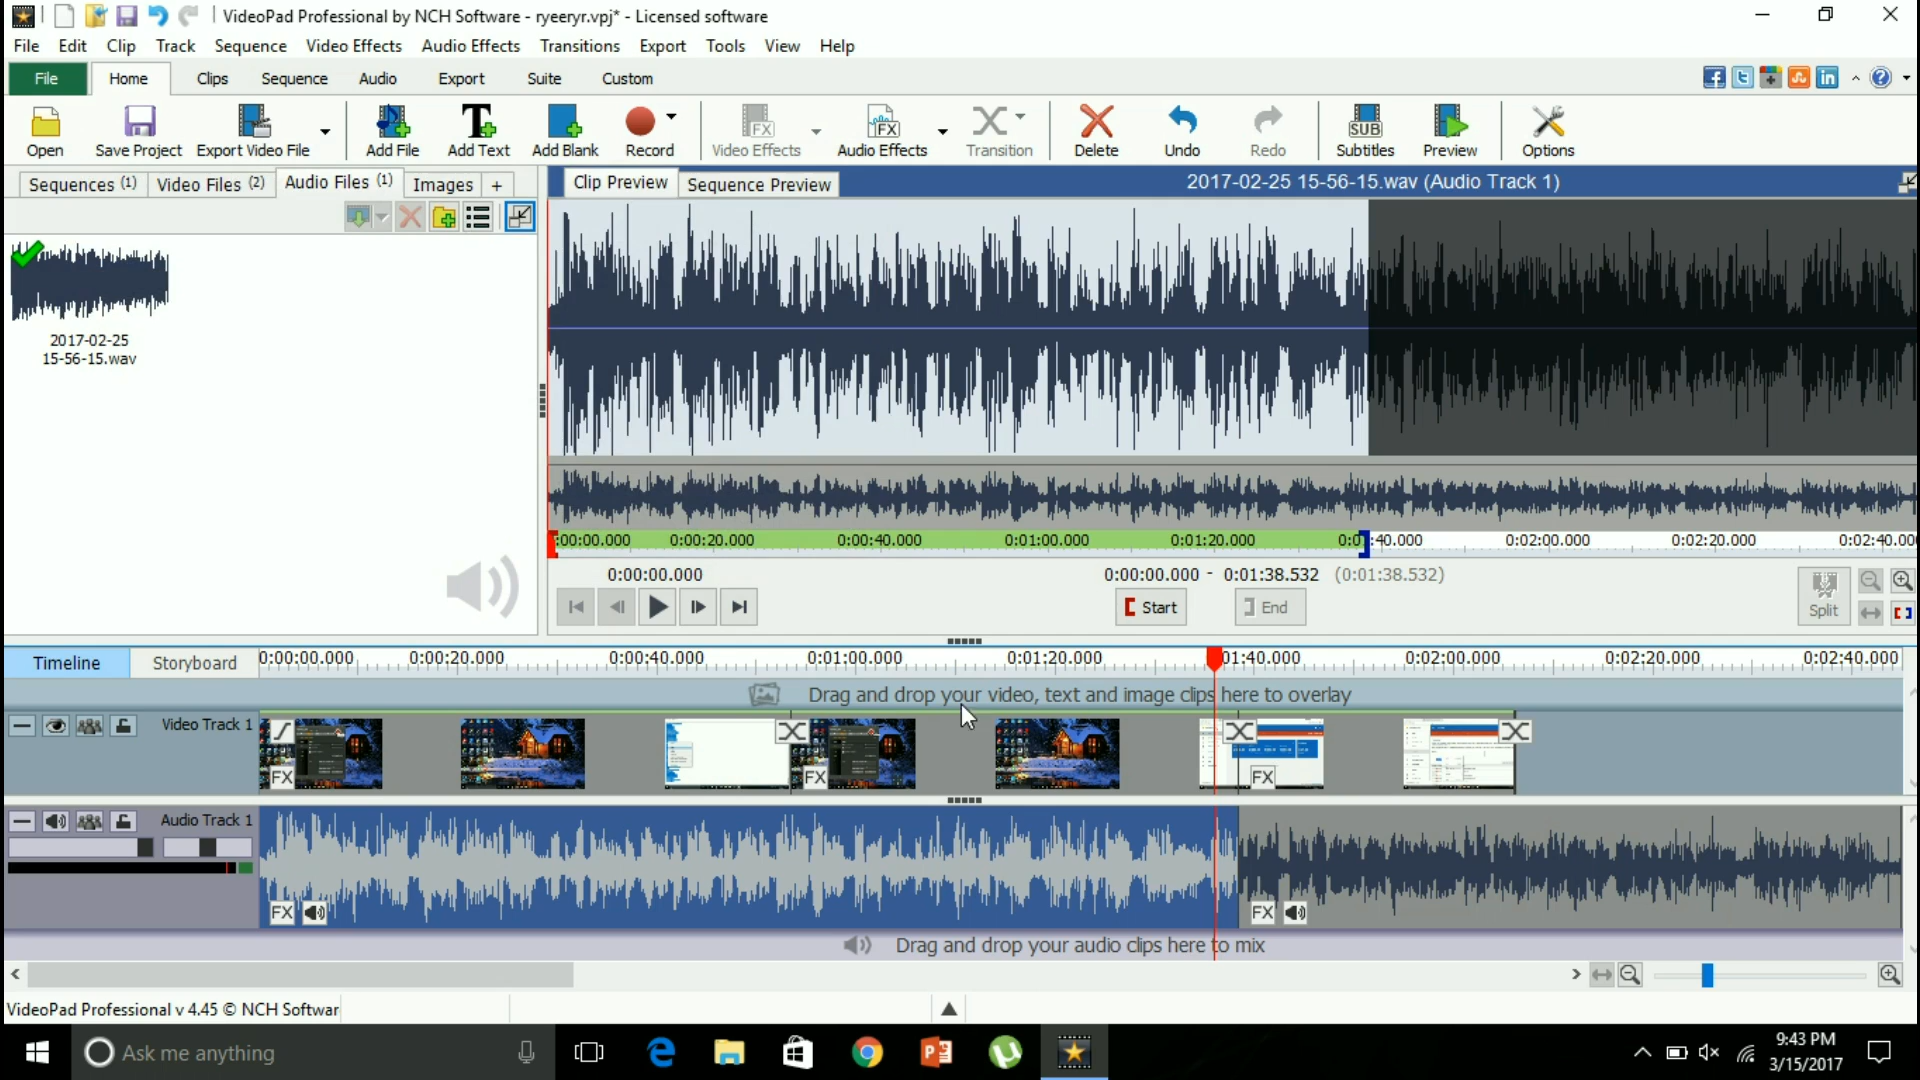 VideoPad Professional by NCH Software - ryeeryr.vpj* - Licensed software
File Edit Clip Track Sequence Video Effects Audio Effects Transitions Export Tools View Help
File Home Clips Sequence Audio Export Suite Custom
Open Save Project Export Video File Add File Add Text Add Blank Record Video Effects Audio Effects Transition Delete Undo Redo Subtitles Preview Options
Sequences (1) Video Files (2) Audio Files (1) Images +
Clip Preview Sequence Preview 2017-02-25 15-56-15.wav (Audio Track 1)
2017-02-25
15-56-15.wav
:00:00.000 0:00:20.000 0:00:40.000 0:01:00.000 0:01:20.000 0:01:40.000 0:02:00.000 0:02:20.000 0:02:40.00
0:00:00.000 0:00:00.000 - 0:01:38.532 (0:01:38.532)
Start End Split
Timeline Storyboard 0:00:00.000 0:00:20.000 0:00:40.000 0:01:00.000 0:01:20.000 01:40.000 0:02:00.000 0:02:20.000 0:02:40.000
Drag and drop your video, text and image clips here to overlay
Video Track 1
FX FX FX
Audio Track 1
FX FX
Drag and drop your audio clips here to mix
VideoPad Professional v 4.45 © NCH Softwar
Ask me anything
9:43 PM
3/15/2017